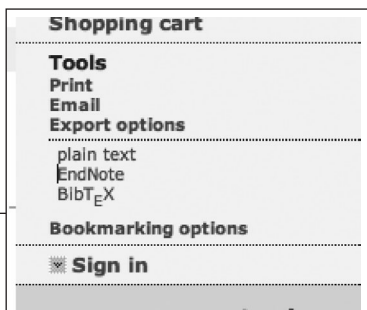 Shopping cart
Tools
Print
Email
Export options
plain text
EndNote
BibTEX
Bookmarking options
Sign in